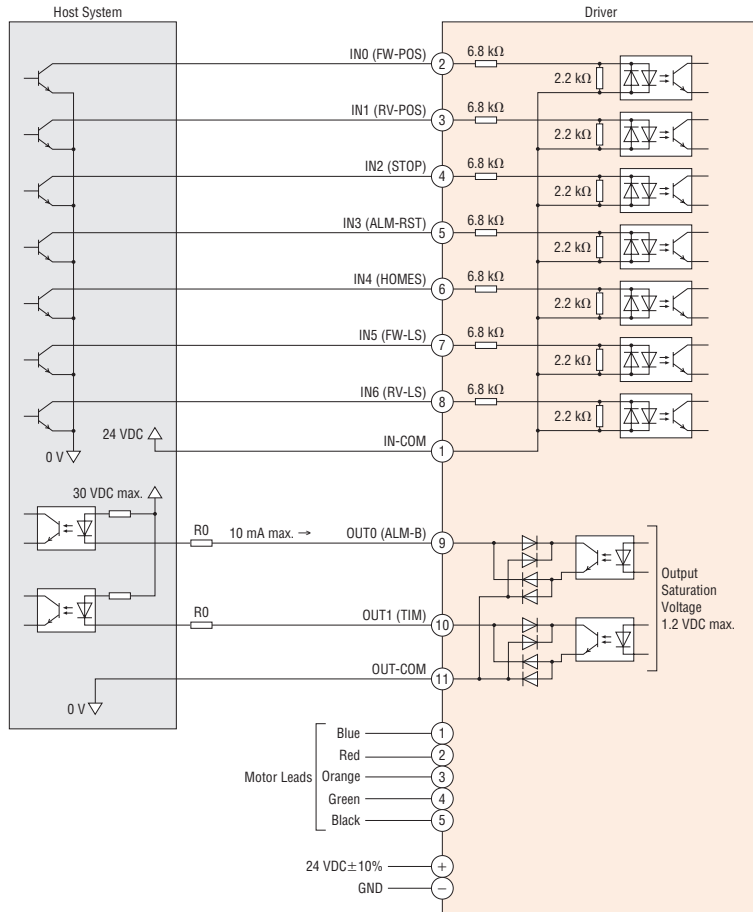 Host System
Driver
IN0 (FW-POS)
2
6.8 kΩ
2.2 kΩ
IN1 (RV-POS)
3
6.8 kΩ
2.2 kΩ
IN2 (STOP)
4
6.8 kΩ
2.2 kΩ
IN3 (ALM-RST)
5
6.8 kΩ
2.2 kΩ
IN4 (HOMES)
6
6.8 kΩ
2.2 kΩ
IN5 (FW-LS)
7
6.8 kΩ
2.2 kΩ
IN6 (RV-LS)
8
6.8 kΩ
2.2 kΩ
24 VDC
IN-COM
1
0 V
30 VDC max.
R0
10 mA max. →
OUT0 (ALM-B)
9
R0
OUT1 (TIM)
10
Output
Saturation
Voltage
1.2 VDC max.
OUT-COM
11
0 V
Motor Leads
Blue
1
Red
2
Orange
3
Green
4
Black
5
24 VDC±10%
+
GND
−